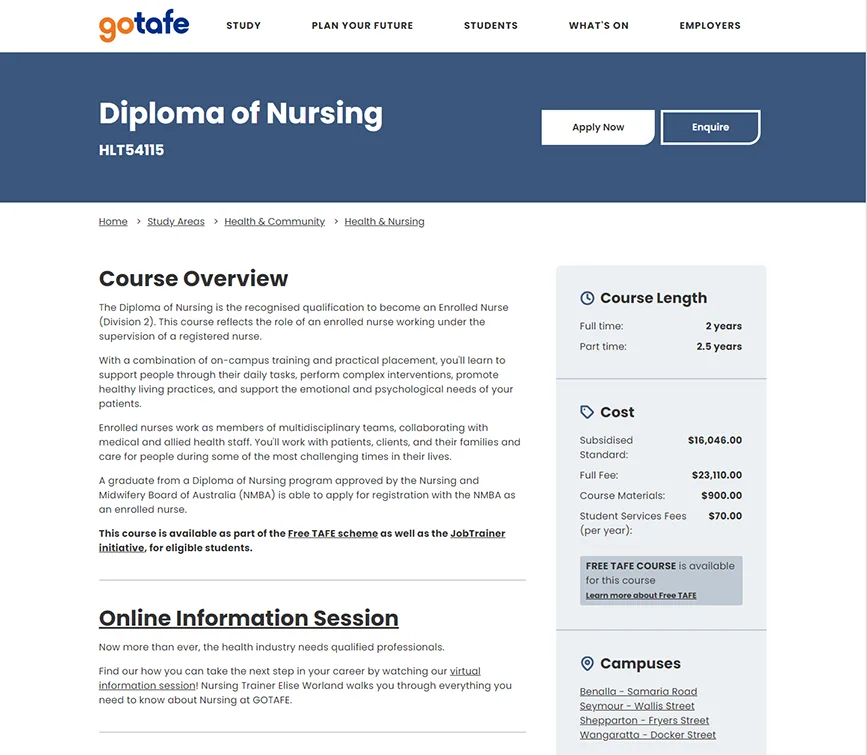 gotafe
STUDY
PLAN YOUR FUTURE
STUDENTS
WHAT'S ON
EMPLOYERS
Diploma of Nursing
HLT54115
Apply Now
Enquire
Home > Study Areas > Health & Community > Health & Nursing
Course Overview
The Diploma of Nursing is the recognised qualification to become an Enrolled Nurse
(Division 2). This course reflects the role of an enrolled nurse working under the
supervision of a registered nurse.
With a combination of on-campus training and practical placement, you'll learn to
support people through their daily tasks, perform complex interventions, promote
healthy living practices, and support the emotional and psychological needs of your
patients.
Enrolled nurses work as members of multidisciplinary teams, collaborating with
medical and allied health staff. You'll work with patients, clients, and their families and
care for people during some of the most challenging times in their lives.
A graduate from a Diploma of Nursing program approved by the Nursing and
Midwifery Board of Australia (NMBA) is able to apply for registration with the NMBA as
an enrolled nurse.
This course is available as part of the Free TAFE scheme as well as the JobTrainer
initiative, for eligible students.
Online Information Session
Now more than ever, the health industry needs qualified professionals.
Find our how you can take the next step in your career by watching our virtual
information session! Nursing Trainer Elise Worland walks you through everything you
need to know about Nursing at GOTAFE.
Course Length
Full time: 2 years
Part time: 2.5 years
Cost
Subsidised $16,046.00
Standard:
Full Fee: $23,110.00
Course Materials: $900.00
Student Services Fees $70.00
(per year):
FREE TAFE COURSE is available
for this course
Learn more about Free TAFE
Campuses
Benalla - Samaria Road
Seymour - Wallis Street
Shepparton - Fryers Street
Wangaratta - Docker Street